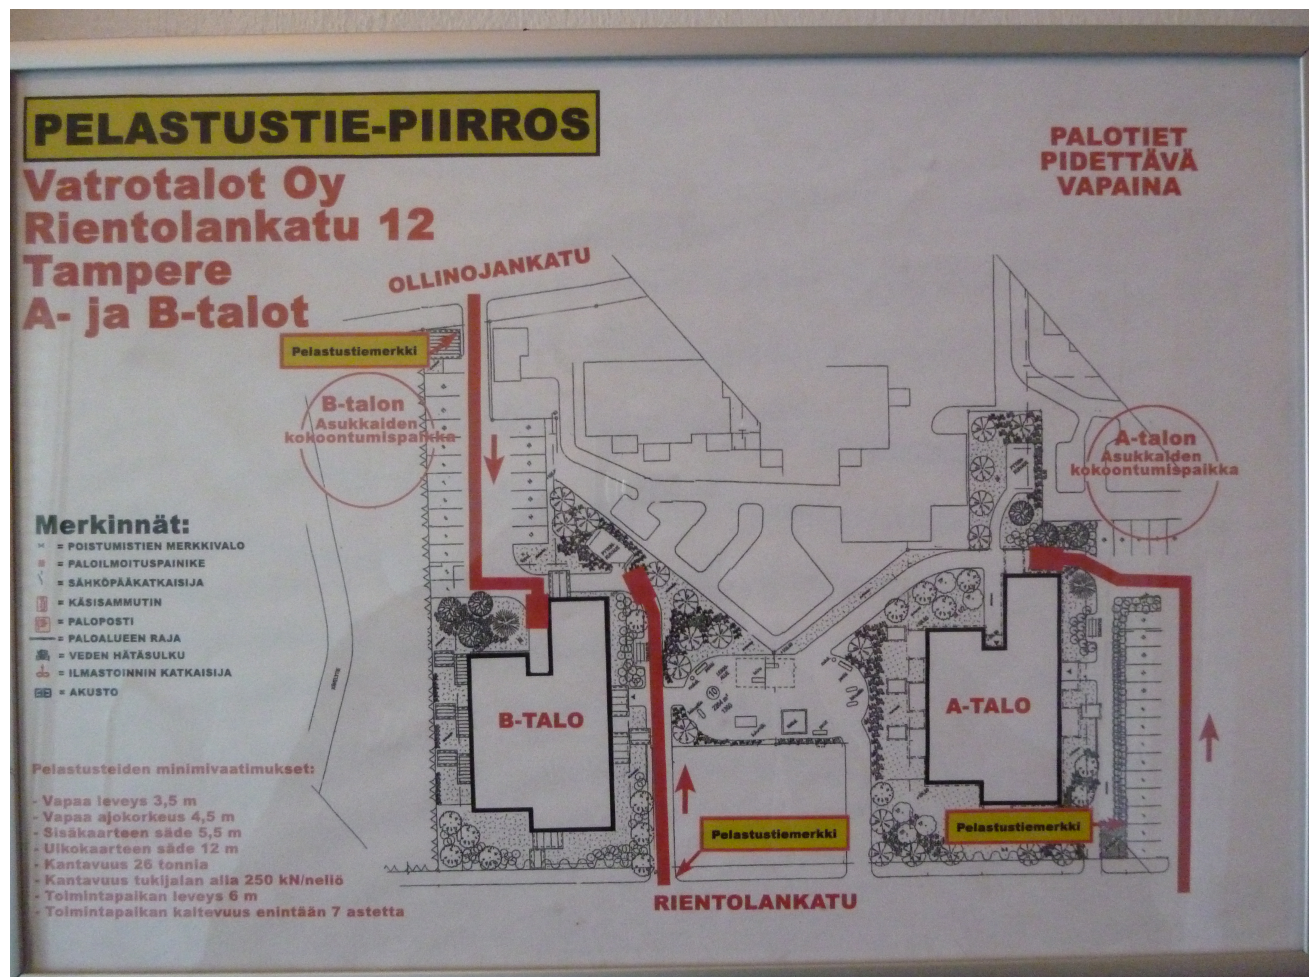 PELASTUSTIE-PIIRROS
Vatrotalot Oy
Rientolankatu 12
Tampere
A- ja B-talot
PALOTIET
PIDETTÄVÄ
VAPAINA
OLLINOJANKATU
Pelastustiemerkki
B-talon
Asukkaiden
kokoontumispaikka
A-talon
Asukkaiden
kokoontumispaikka
Merkinnät:
= POISTUMISTIEN MERKKIVALO
= PALOILMOITUSPAINIKE
= SÄHKÖPÄÄKATKAISIJA
= KÄSISAMMUTIN
= PALOPOSTI
= PALOALUEEN RAJA
= VEDEN HÄTÄSULKU
= ILMASTOINNIN KATKAISIJA
= AKUSTO
B-TALO
A-TALO
10
Pelastusteiden minimivaatimukset:
- Vapaa leveys 3,5 m
- Vapaa ajokorkeus 4,5 m
- Sisäkaarteen säde 5,5 m
- Ulkokaarteen säde 12 m
- Kantavuus 26 tonnia
- Kantavuus tukijalan alla 250 kN/neliö
- Toimintapaikan leveys 6 m
- Toimintapaikan kaltevuus enintään 7 astetta
Pelastustiemerkki
Pelastustiemerkki
RIENTOLANKATU